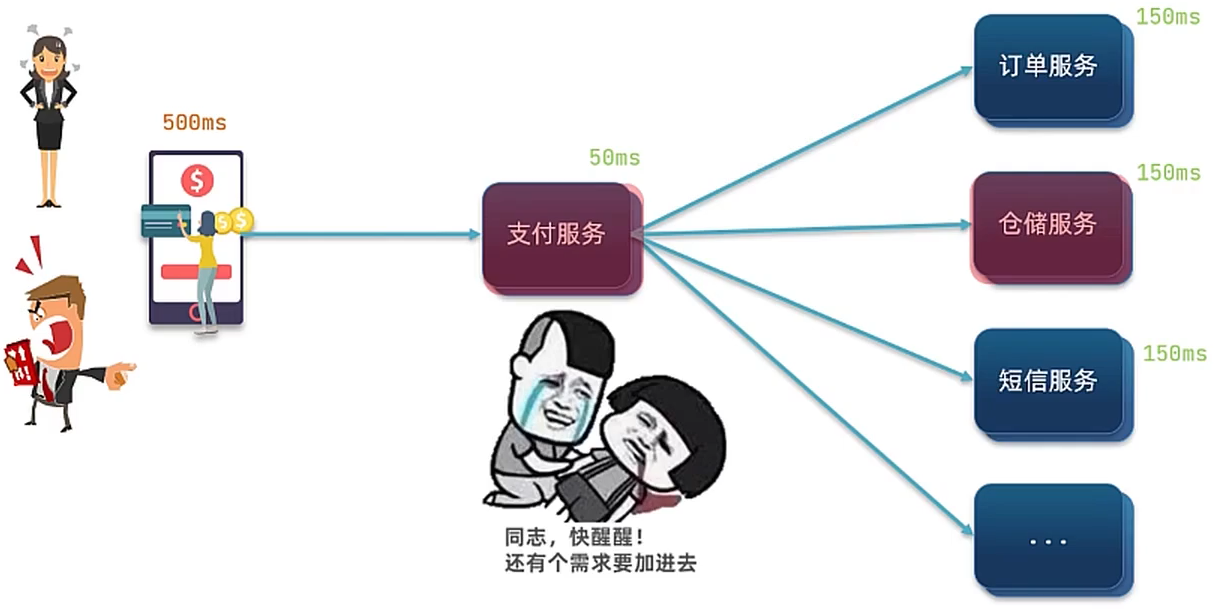 150ms
订单服务
500ms
50ms
150ms
支付服务
仓储服务
150ms
短信服务
...
同志，快醒醒！
还有个需求要加进去